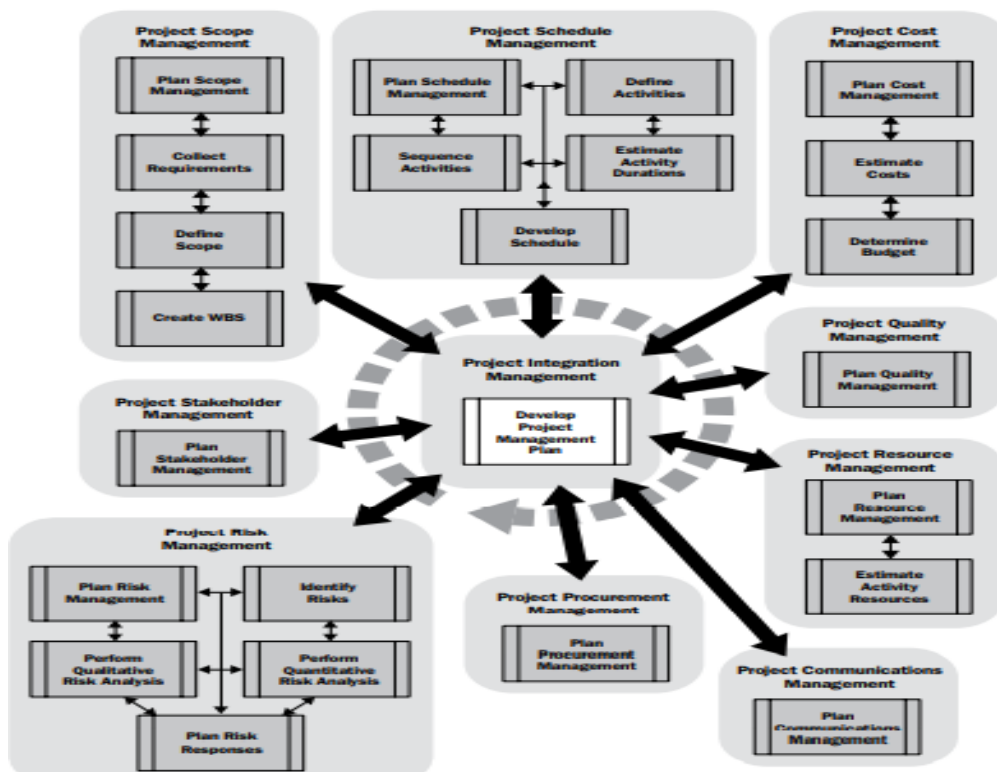 Project Scope
Management
Plan Scope
Management
Collect
Requirements
Define
Scope
Create WBS
Project Schedule
Management
Plan Schedule
Management
Define
Activities
Sequence
Activities
Estimate
Activity
Durations
Develop
Schedule
Project Cost
Management
Plan Cost
Management
Estimate
Costs
Determine
Budget
Project Integration
Management
Develop
Project
Management
Plan
Project Quality
Management
Plan Quality
Management
Project Stakeholder
Management
Plan
Stakeholder
Management
Project Resource
Management
Plan
Resource
Management
Estimate
Activity
Resources
Project Risk
Management
Plan Risk
Management
Identify
Risks
Perform
Qualitative
Risk Analysis
Perform
Quantitative
Risk Analysis
Plan Risk
Responses
Project Procurement
Management
Plan
Procurement
Management
Project Communications
Management
Plan
Communications
Management